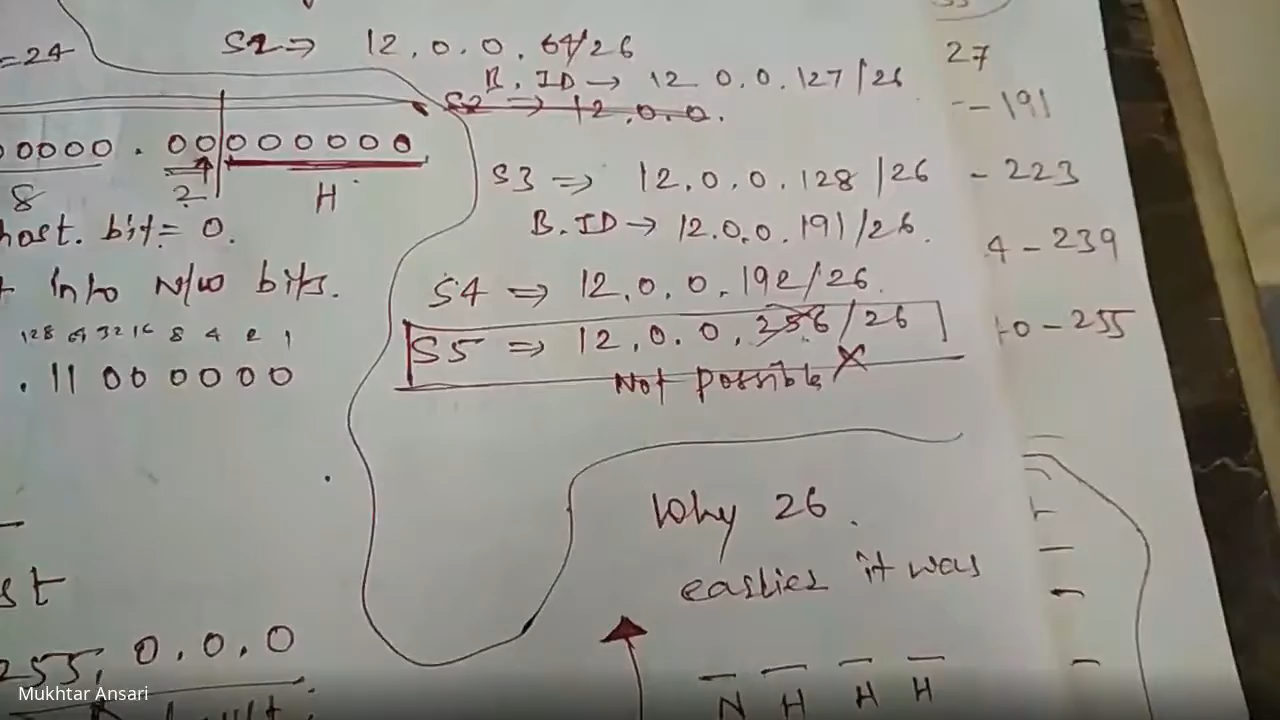 =24
S2 ⇒ 12.0.0.64/26
B.ID → 12.0.0.127/26
S2 ⇒ 12.0.0.
S3 ⇒ 12.0.0.128/26
B.ID → 12.0.0.191/26.
S4 ⇒ 12.0.0.192/26.
S5 ⇒ 12.0.0.256/26
Not possible X
0000.00000000
8 2 H
host. bit = 0.
into N/w bits.
128 64 32 16 8 4 2 1
.11 000000
st
255.0.0.0
27
-191
- 223
4 - 239
0 - 255
Why 26.
earlier it was
N H H H
Mukhtar Ansari